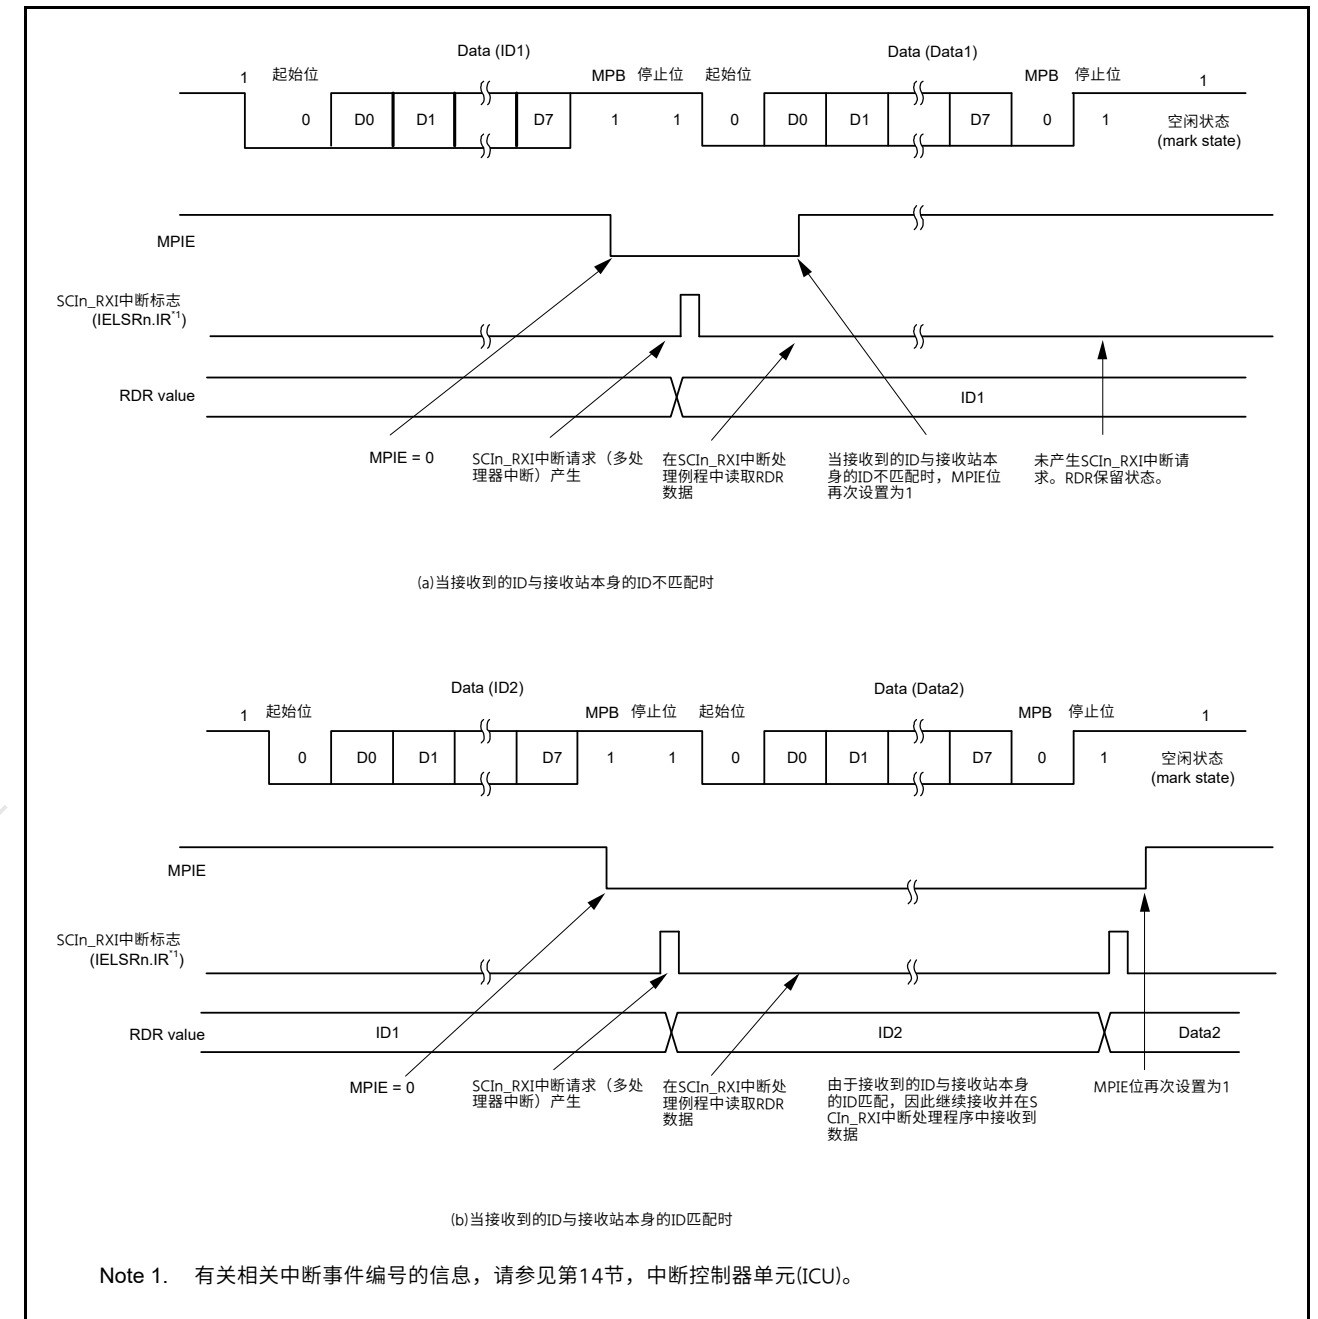 Data (ID1)
Data (Data1)
1 起始位 MPB 停止位 起始位 MPB 停止位 1
0 D0 D1 D7 1 1 0 D0 D1 D7 0 1 空闲状态
(mark state)
MPIE
SCIn_RXI中断标志
(IELSRn.IR*1)
RDR value
ID1
MPIE = 0
SCIn_RXI中断请求（多处
理器中断）产生
在SCIn_RXI中断处
理例程中读取RDR
数据
当接收到的ID与接收站本
身的ID不匹配时，MPIE位
再次设置为1
未产生SCIn_RXI中断请
求。RDR保留状态。
(a)当接收到的ID与接收站本身的ID不匹配时
Data (ID2)
Data (Data2)
1 起始位 MPB 停止位 起始位 MPB 停止位 1
0 D0 D1 D7 1 1 0 D0 D1 D7 0 1 空闲状态
(mark state)
MPIE
SCIn_RXI中断标志
(IELSRn.IR*1)
RDR value
ID1
ID2
Data2
MPIE = 0
SCIn_RXI中断请求（多处
理器中断）产生
在SCIn_RXI中断处
理例程中读取RDR
数据
由于接收到的ID与接收站本身
的ID匹配，因此继续接收并在S
CIn_RXI中断处理程序中接收到
数据
MPIE位再次设置为1
(b)当接收到的ID与接收站本身的ID匹配时
Note 1. 有关相关中断事件编号的信息，请参见第14节，中断控制器单元(ICU)。